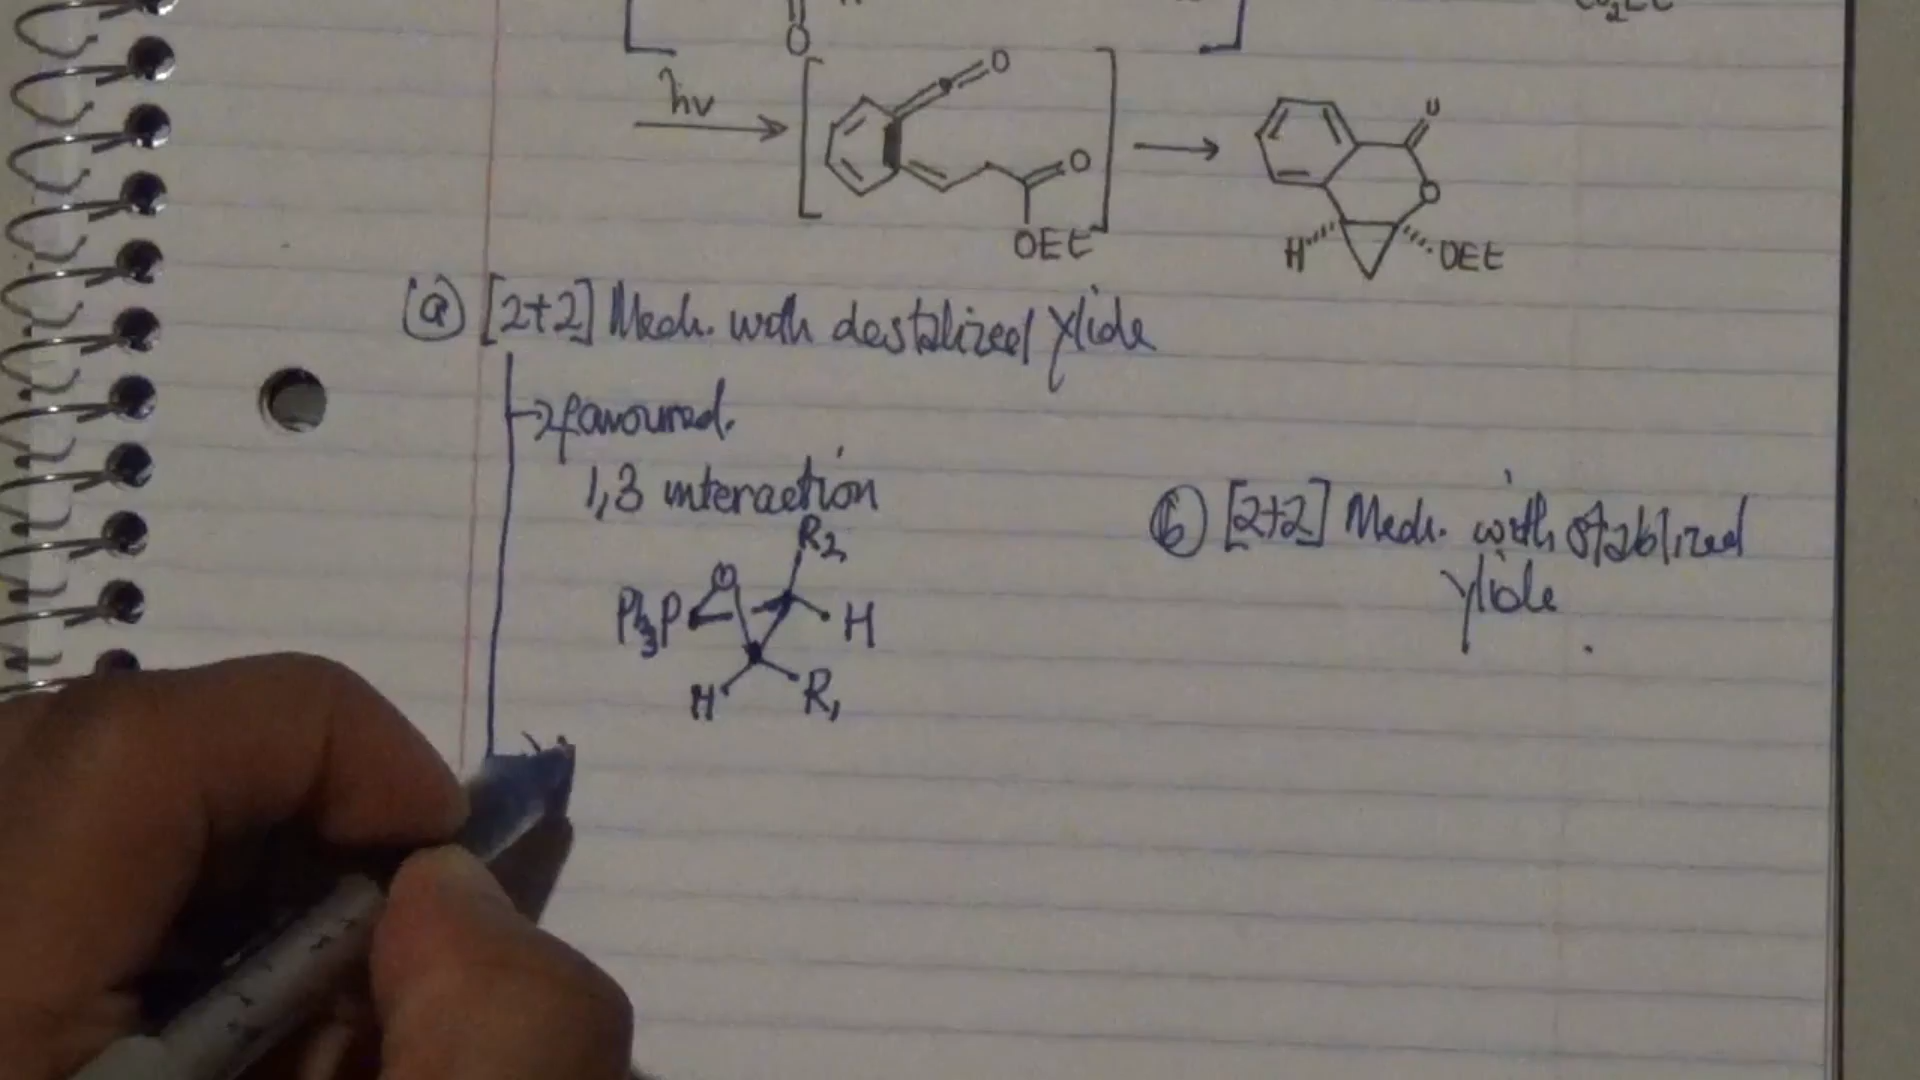 CO2Et
O
hν
O
O
OEt
O
O
H
OEt
(a) [2+2] Mech. with destalized Ylide
→ favoured.
1,3 interaction
R2
O
Ph3P
H
H
R1
(b) [2+2] Mech. with stablized
Ylide